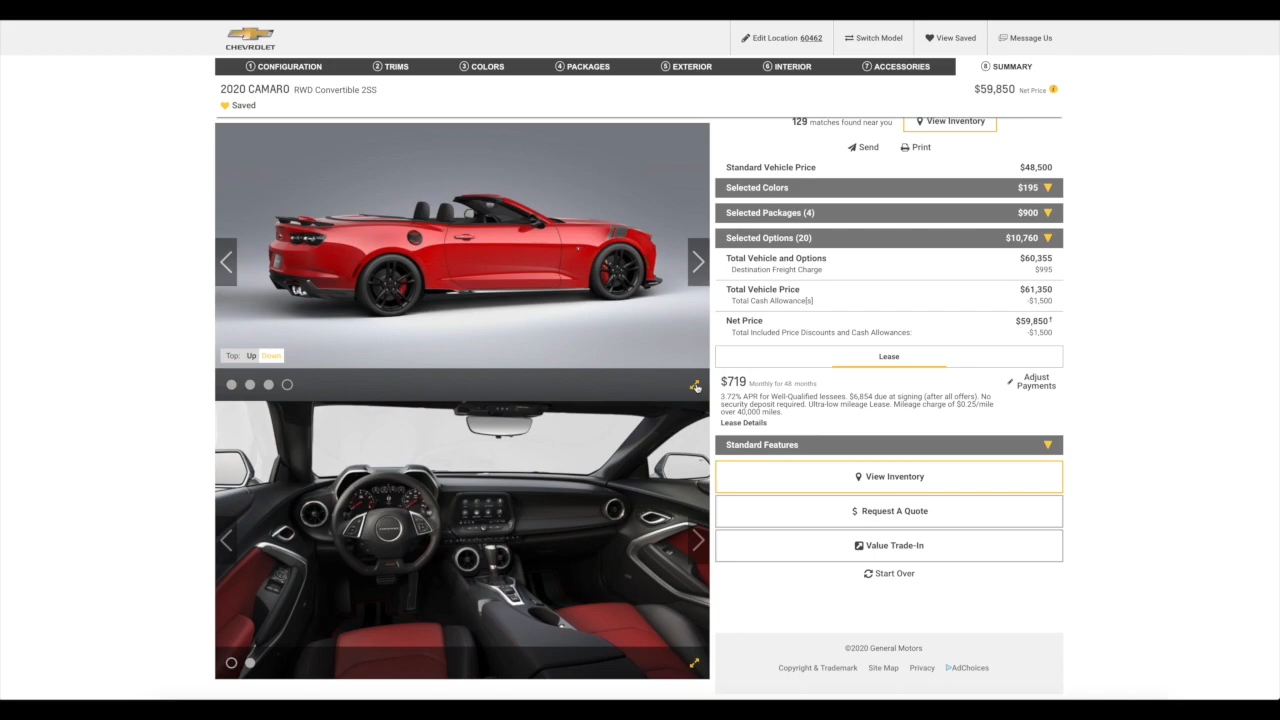 CHEVROLET
Edit Location 60462
Switch Model
View Saved
Message Us
1 CONFIGURATION
2 TRIMS
3 COLORS
4 PACKAGES
5 EXTERIOR
6 INTERIOR
7 ACCESSORIES
8 SUMMARY
2020 CAMARO RWD Convertible 2SS
$59,850 Net Price
Saved
129 matches found near you
View Inventory
Send
Print
Standard Vehicle Price $48,500
Selected Colors $195
Selected Packages (4) $900
Selected Options (20) $10,760
Total Vehicle and Options $60,355
Destination Freight Charge $995
Total Vehicle Price $61,350
Total Cash Allowance[s] -$1,500
Net Price $59,850†
Total Included Price Discounts and Cash Allowances: -$1,500
Top: Up Down
Lease
$719 Monthly for 48 months
Adjust
Payments
3.72% APR for Well-Qualified lessees. $6,854 due at signing (after all offers). No
security deposit required. Ultra-low mileage Lease. Mileage charge of $0.25/mile
over 40,000 miles.
Lease Details
Standard Features
View Inventory
$ Request A Quote
Value Trade-In
Start Over
©2020 General Motors
Copyright & Trademark Site Map Privacy AdChoices